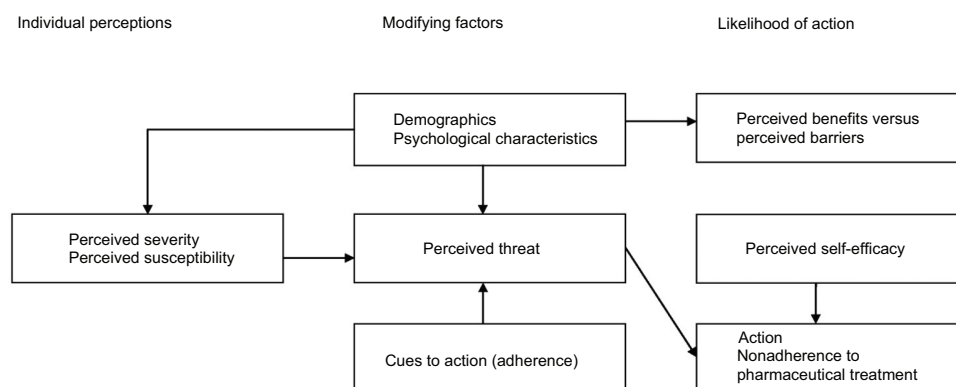 Individual perceptions
Modifying factors
Likelihood of action
Demographics
Psychological characteristics
Perceived benefits versus
perceived barriers
Perceived severity
Perceived susceptibility
Perceived threat
Perceived self-efficacy
Cues to action (adherence)
Action
Nonadherence to
pharmaceutical treatment